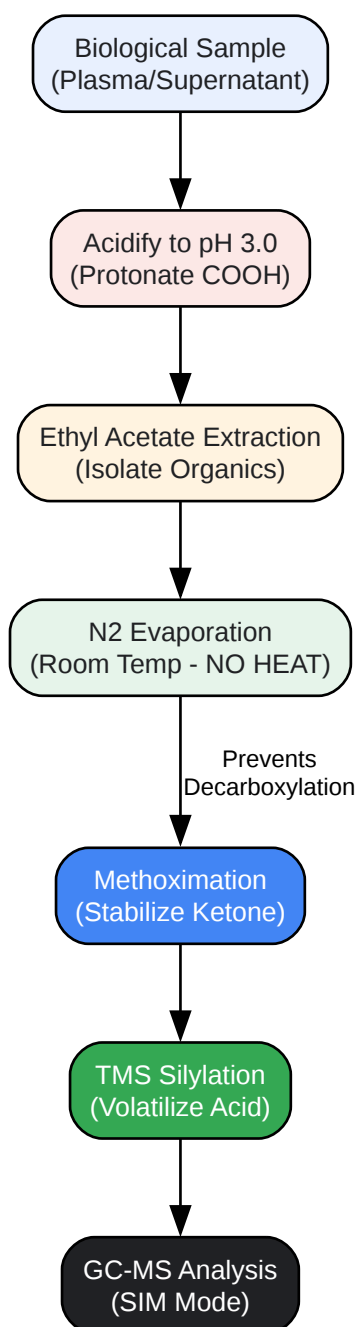 Biological Sample
(Plasma/Supernatant)
Acidify to pH 3.0
(Protonate COOH)
Ethyl Acetate Extraction
(Isolate Organics)
N2 Evaporation
(Room Temp - NO HEAT)
Prevents
Decarboxylation
Methoximation
(Stabilize Ketone)
TMS Silylation
(Volatilize Acid)
GC-MS Analysis
(SIM Mode)